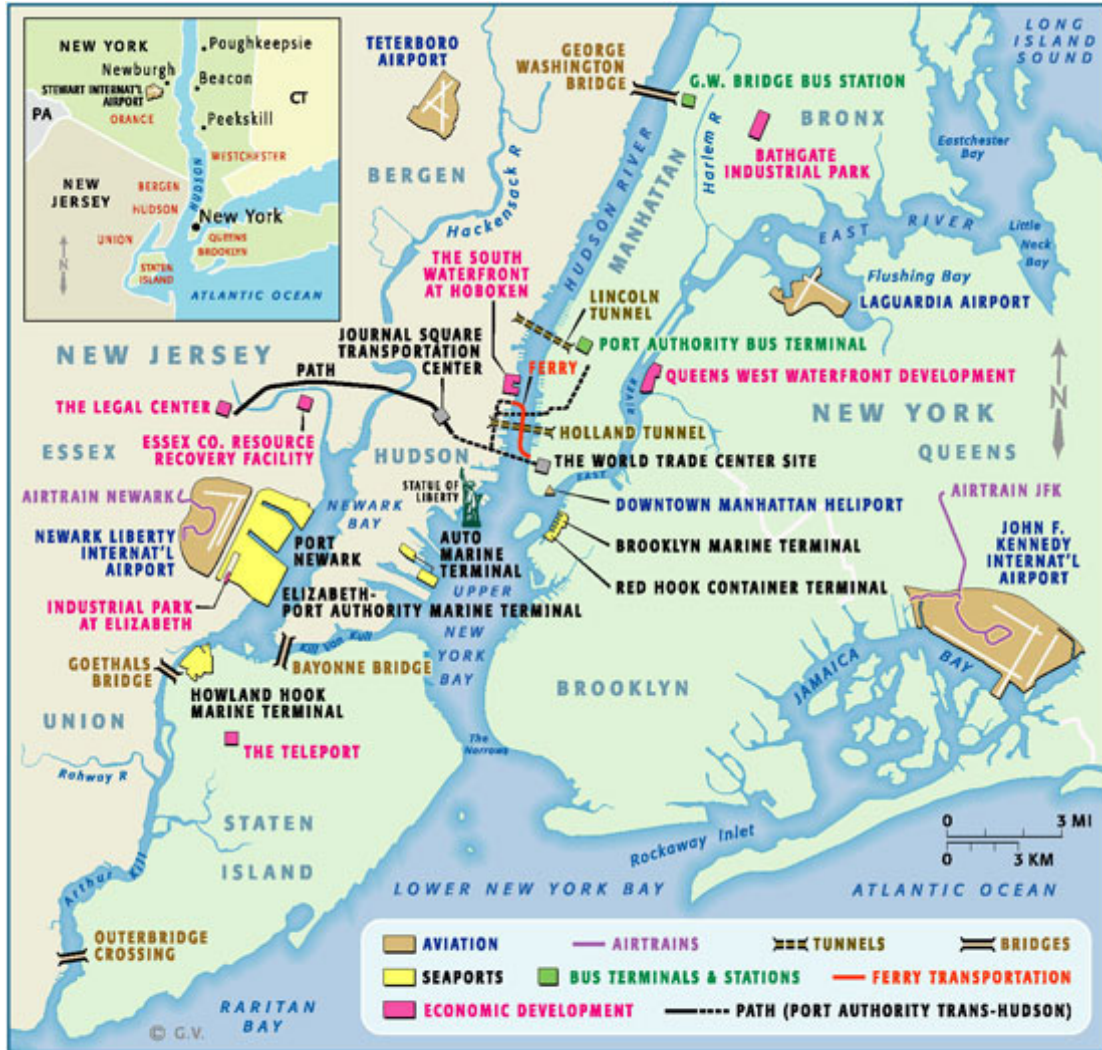 NEW YORK
Poughkeepsie
Newburgh
STEWART INTERNAT'L
AIRPORT
Beacon
CT
PA
ORANGE
Peekskill
WESTCHESTER
NEW
JERSEY
BERGEN
HUDSON
HUDSON
New York
UNION
QUEENS
BROOKLYN
STATEN
ISLAND
N
ATLANTIC OCEAN
TETERBORO
AIRPORT
GEORGE
WASHINGTON
BRIDGE
G.W. BRIDGE BUS STATION
LONG
ISLAND
SOUND
BRONX
Eastchester
Bay
BATHGATE
INDUSTRIAL PARK
Harlem R
BERGEN
Hackensack R
HUDSON RIVER
MANHATTAN
EAST RIVER
Little
Neck
Bay
Flushing Bay
LAGUARDIA AIRPORT
THE SOUTH
WATERFRONT
AT HOBOKEN
LINCOLN
TUNNEL
PORT AUTHORITY BUS TERMINAL
JOURNAL SQUARE
TRANSPORTATION
CENTER
FERRY
NEW JERSEY
PATH
QUEENS WEST WATERFRONT DEVELOPMENT
N
THE LEGAL CENTER
ESSEX CO. RESOURCE
RECOVERY FACILITY
RIVER
EAST
NEW YORK
HOLLAND TUNNEL
ESSEX
HUDSON
THE WORLD TRADE CENTER SITE
QUEENS
AIRTRAIN NEWARK
STATUE OF
LIBERTY
DOWNTOWN MANHATTAN HELIPORT
AIRTRAIN JFK
NEWARK LIBERTY
INTERNAT'L
AIRPORT
NEWARK
BAY
PORT
NEWARK
AUTO
MARINE
TERMINAL
BROOKLYN MARINE TERMINAL
JOHN F.
KENNEDY
INTERNAT'L
AIRPORT
RED HOOK CONTAINER TERMINAL
INDUSTRIAL PARK
AT ELIZABETH
ELIZABETH-
PORT AUTHORITY MARINE TERMINAL
UPPER
NEW
YORK
BAY
Kill Van Kull
GOETHALS
BRIDGE
BAYONNE BRIDGE
JAMAICA
BAY
BROOKLYN
HOWLAND HOOK
MARINE TERMINAL
UNION
THE TELEPORT
The
Narrows
Rahway R
STATEN
ISLAND
0 3 MI
0 3 KM
Rockaway Inlet
Arthur Kill
LOWER NEW YORK BAY
ATLANTIC OCEAN
OUTERBRIDGE
CROSSING
RARITAN
BAY
© G.V.
AVIATION
AIRTRAINS
TUNNELS
BRIDGES
SEAPORTS
BUS TERMINALS & STATIONS
FERRY TRANSPORTATION
ECONOMIC DEVELOPMENT
PATH (PORT AUTHORITY TRANS-HUDSON)